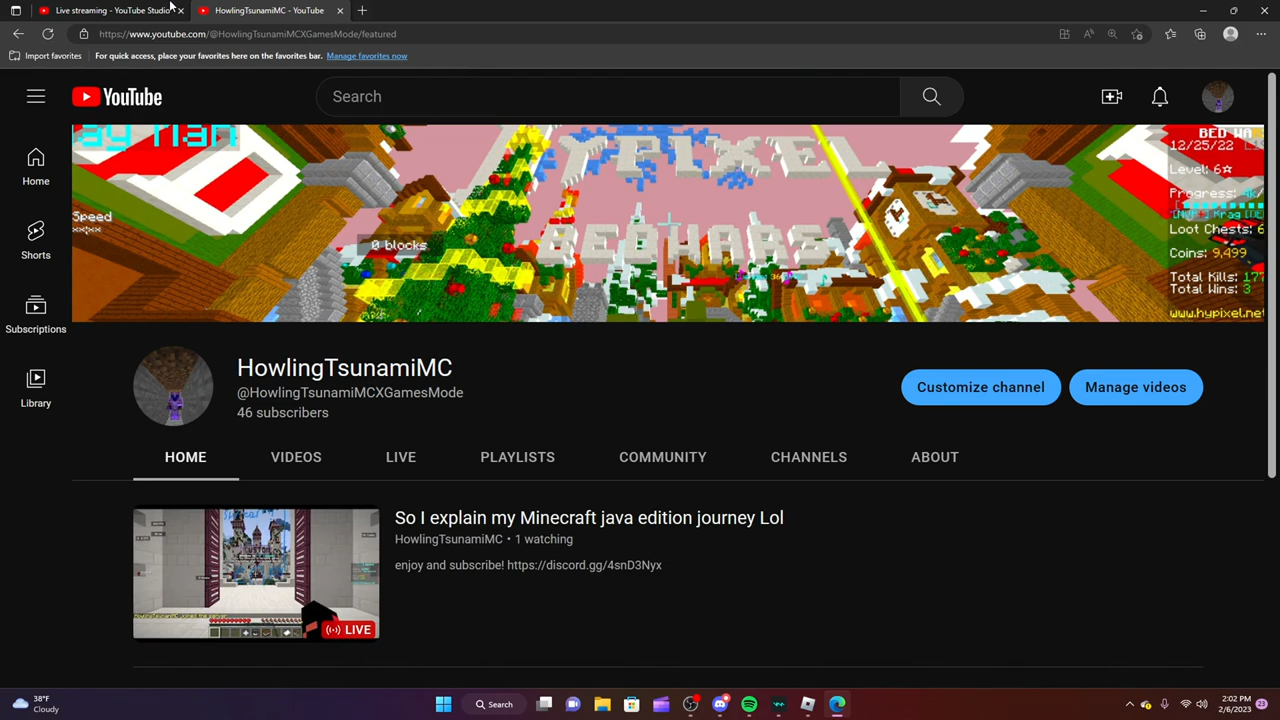 Live streaming - YouTube Studio
HowlingTsunamiMC - YouTube
https://www.youtube.com/@HowlingTsunamiMCXGamesMode/featured
Import favorites
For quick access, place your favorites here on the favorites bar.
Manage favorites now
YouTube
Search
BED WA
12/25/22
Level: 6☆
Progress:
Loot Chests: 6
Coins: 9,499
Total Kills: 177
Total Wins: 3
www.hypixel.net
Speed
0 blocks
BEDWARS
Home
Shorts
Subscriptions
Library
HowlingTsunamiMC
@HowlingTsunamiMCXGamesMode
46 subscribers
Customize channel
Manage videos
HOME
VIDEOS
LIVE
PLAYLISTS
COMMUNITY
CHANNELS
ABOUT
So I explain my Minecraft java edition journey Lol
HowlingTsunamiMC • 1 watching
enjoy and subscribe! https://discord.gg/4snD3Nyx
LIVE
38°F
Cloudy
Search
2:02 PM
2/6/2023
23